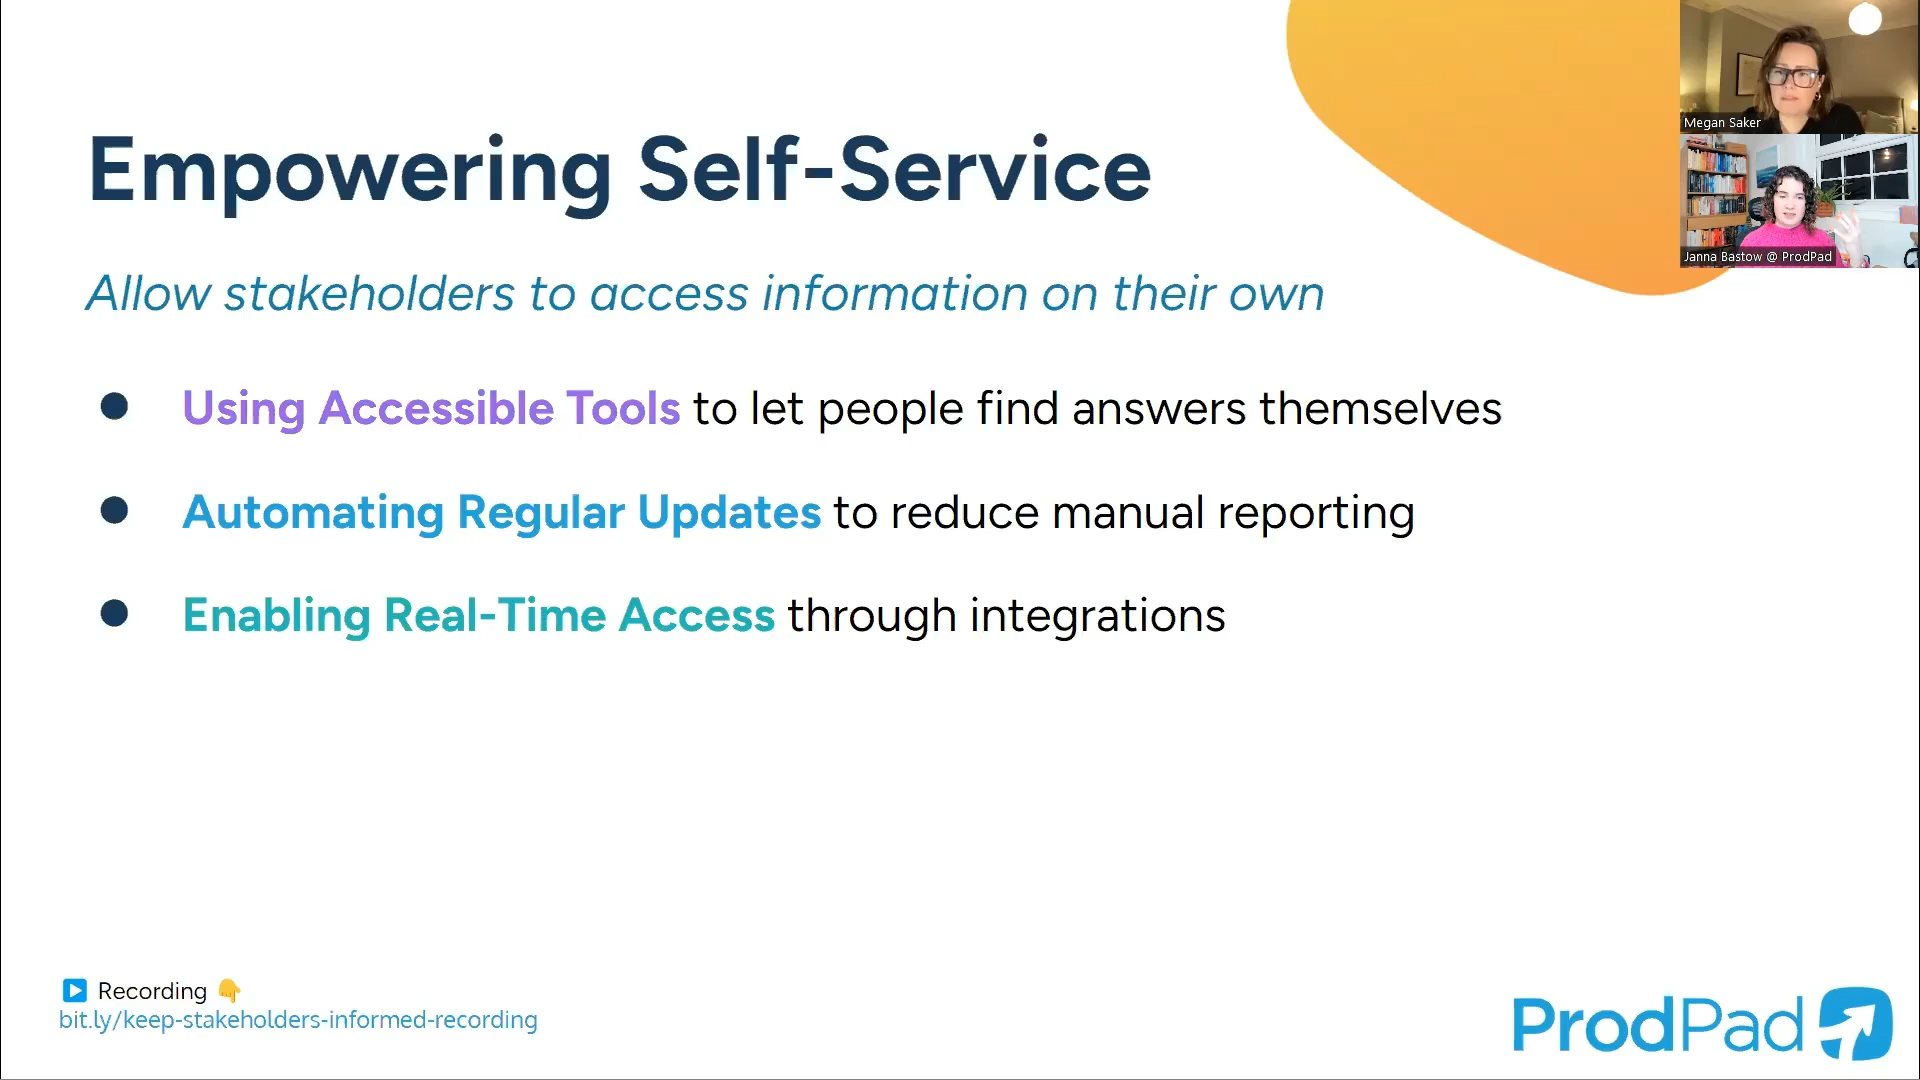 Empowering Self-Service
Allow stakeholders to access information on their own
● Using Accessible Tools to let people find answers themselves
● Automating Regular Updates to reduce manual reporting
● Enabling Real-Time Access through integrations
Recording
bit.ly/keep-stakeholders-informed-recording
ProdPad
Megan Saker
Janna Bastow @ ProdPad